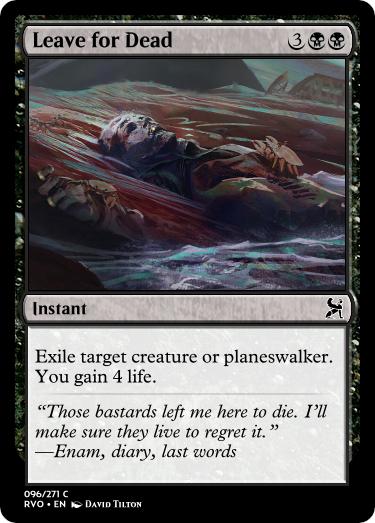 Leave for Dead 3
Instant
Exile target creature or planeswalker.
You gain 4 life.
“Those bastards left me here to die. I’ll
make sure they live to regret it.”
—Enam, diary, last words
096/271 C
RVO • EN David Tilton